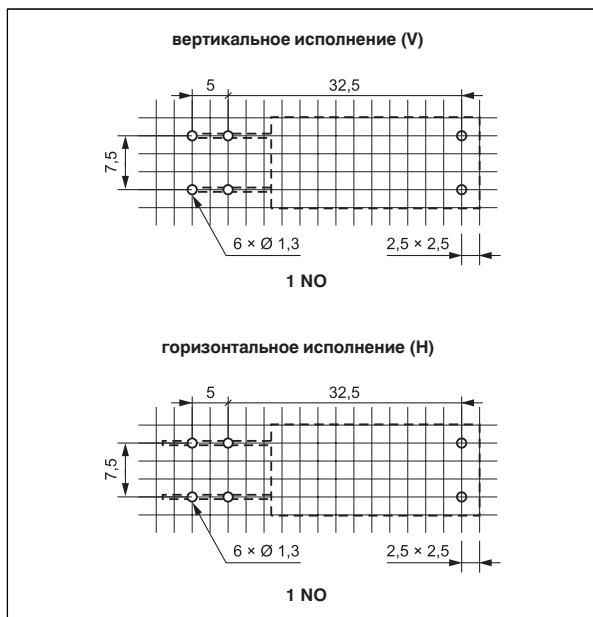 вертикальное исполнение (V)
5 32,5
7,5
6 × Ø 1,3 2,5 × 2,5
1 NO
горизонтальное исполнение (H)
5 32,5
7,5
6 × Ø 1,3 2,5 × 2,5
1 NO